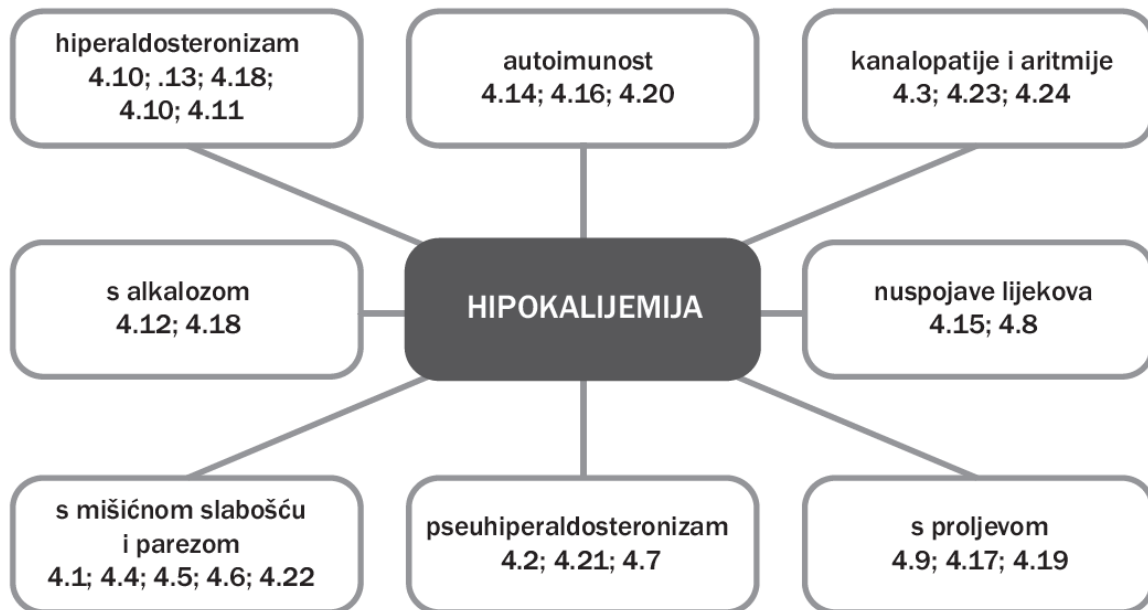 hiperaldosteronizam
4.10; .13; 4.18;
4.10; 4.11
autoimunost
4.14; 4.16; 4.20
kanalopatije i aritmije
4.3; 4.23; 4.24
s alkalozom
4.12; 4.18
HIPOKALIJEMIJA
nuspojave lijekova
4.15; 4.8
s mišićnom slabošću
i parezom
4.1; 4.4; 4.5; 4.6; 4.22
pseuhiperaldosteronizam
4.2; 4.21; 4.7
s proljevom
4.9; 4.17; 4.19